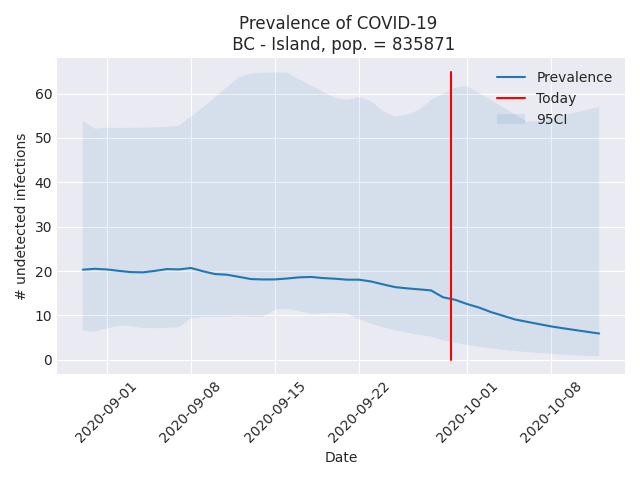 Prevalence of COVID-19
BC - Island, pop. = 835871
Prevalence
Today
95CI
# undetected infections
60
50
40
30
20
10
0
2020-09-01
2020-09-08
2020-09-15
2020-09-22
2020-10-01
2020-10-08
Date